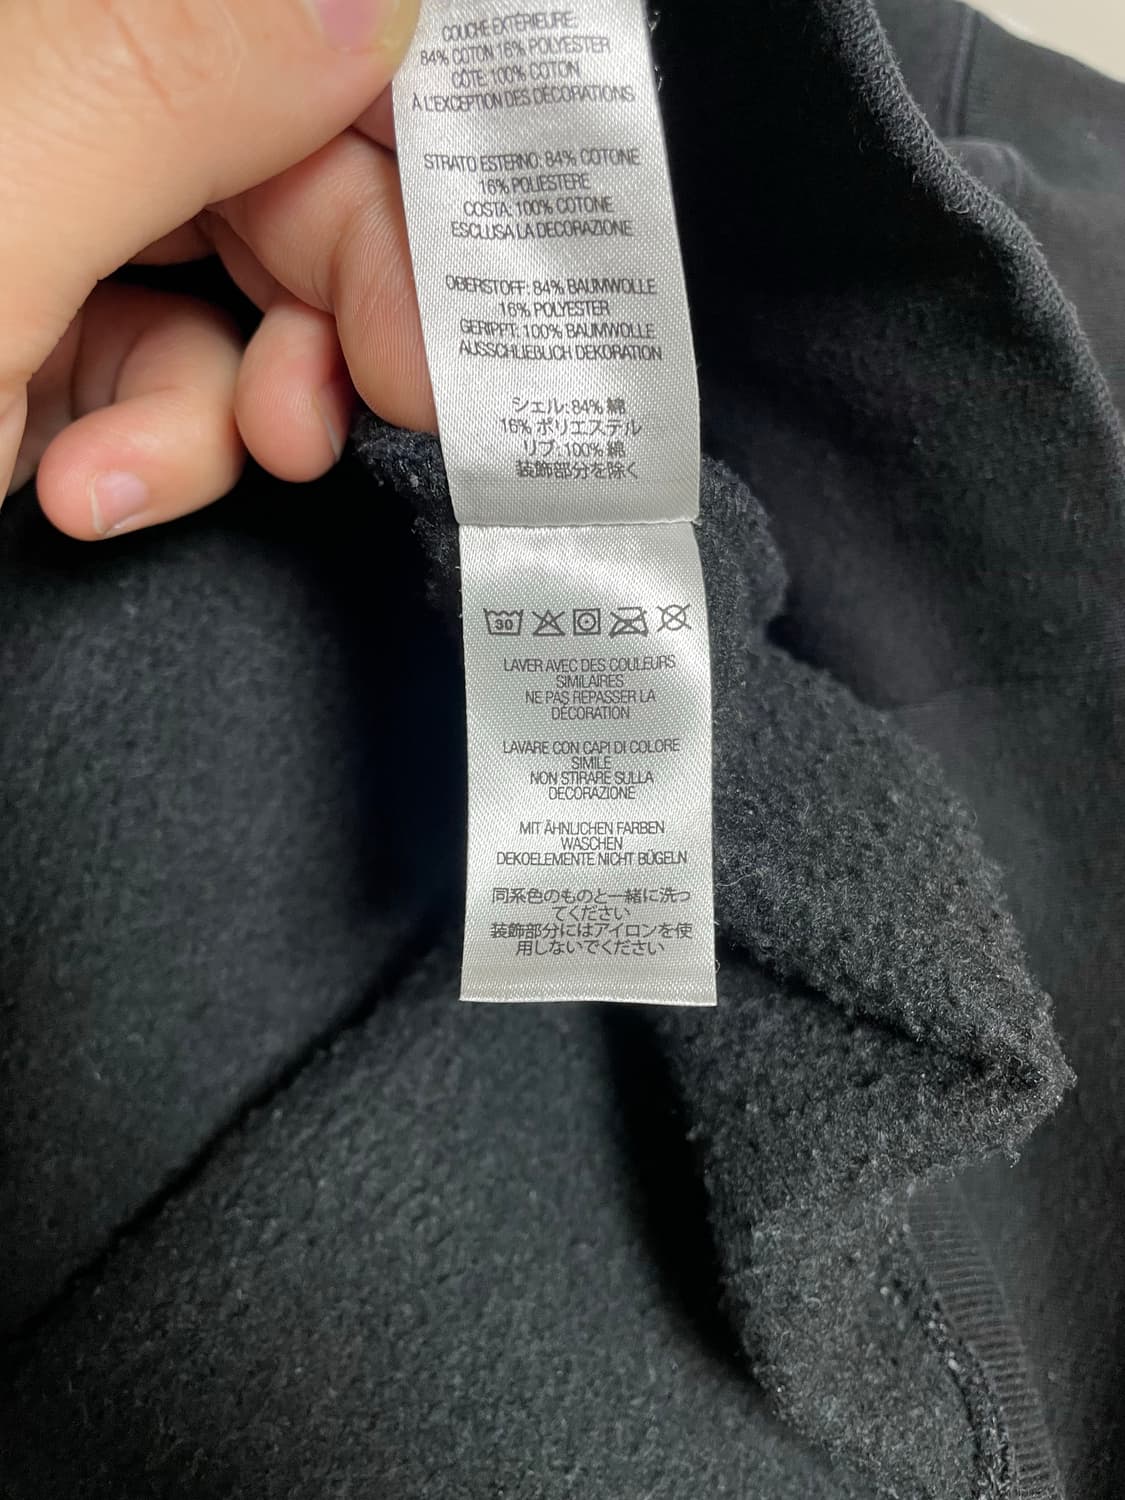 COUCHE EXTÉRIEURE:
84% COTON 16% POLYESTER
CÔTE: 100% COTON
À L'EXCEPTION DES DÉCORATIONS
STRATO ESTERNO: 84% COTONE
16% POLIESTERE
COSTA: 100% COTONE
ESCLUSA LA DECORAZIONE
OBERSTOFF: 84% BAUMWOLLE
16% POLYESTER
GERIPPT: 100% BAUMWOLLE
AUSSCHLIEßLICH DEKORATION
シェル: 84% 綿
16% ポリエステル
リブ: 100% 綿
装飾部分を除く
30
LAVER AVEC DES COULEURS
SIMILAIRES
NE PAS REPASSER LA
DÉCORATION
LAVARE CON CAPI DI COLORE
SIMILE
NON STIRARE SULLA
DECORAZIONE
MIT ÄHNLICHEN FARBEN
WASCHEN
DEKOELEMENTE NICHT BÜGELN
同系色のものと一緒に洗っ
てください
装飾部分にはアイロンを使
用しないでください